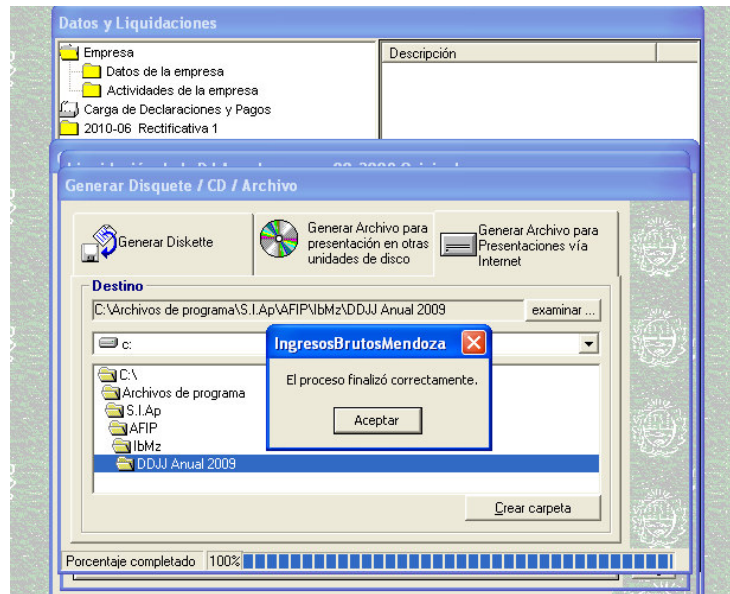 Datos y Liquidaciones
Empresa
Descripción
Datos de la empresa
Actividades de la empresa
Carga de Declaraciones y Pagos
2010-06 Rectificativa 1
Generar Disquete / CD / Archivo
Generar Diskette
Generar Archivo para
presentación en otras
unidades de disco
Generar Archivo para
Presentaciones vía
Internet
Destino
C:\Archivos de programa\S.I.Ap\AFIP\IbMz\DDJJ Anual 2009
examinar ...
c:
IngresosBrutosMendoza
El proceso finalizó correctamente.
Aceptar
C:\
Archivos de programa
S.I.Ap
AFIP
IbMz
DDJJ Anual 2009
Crear carpeta
Porcentaje completado 100%